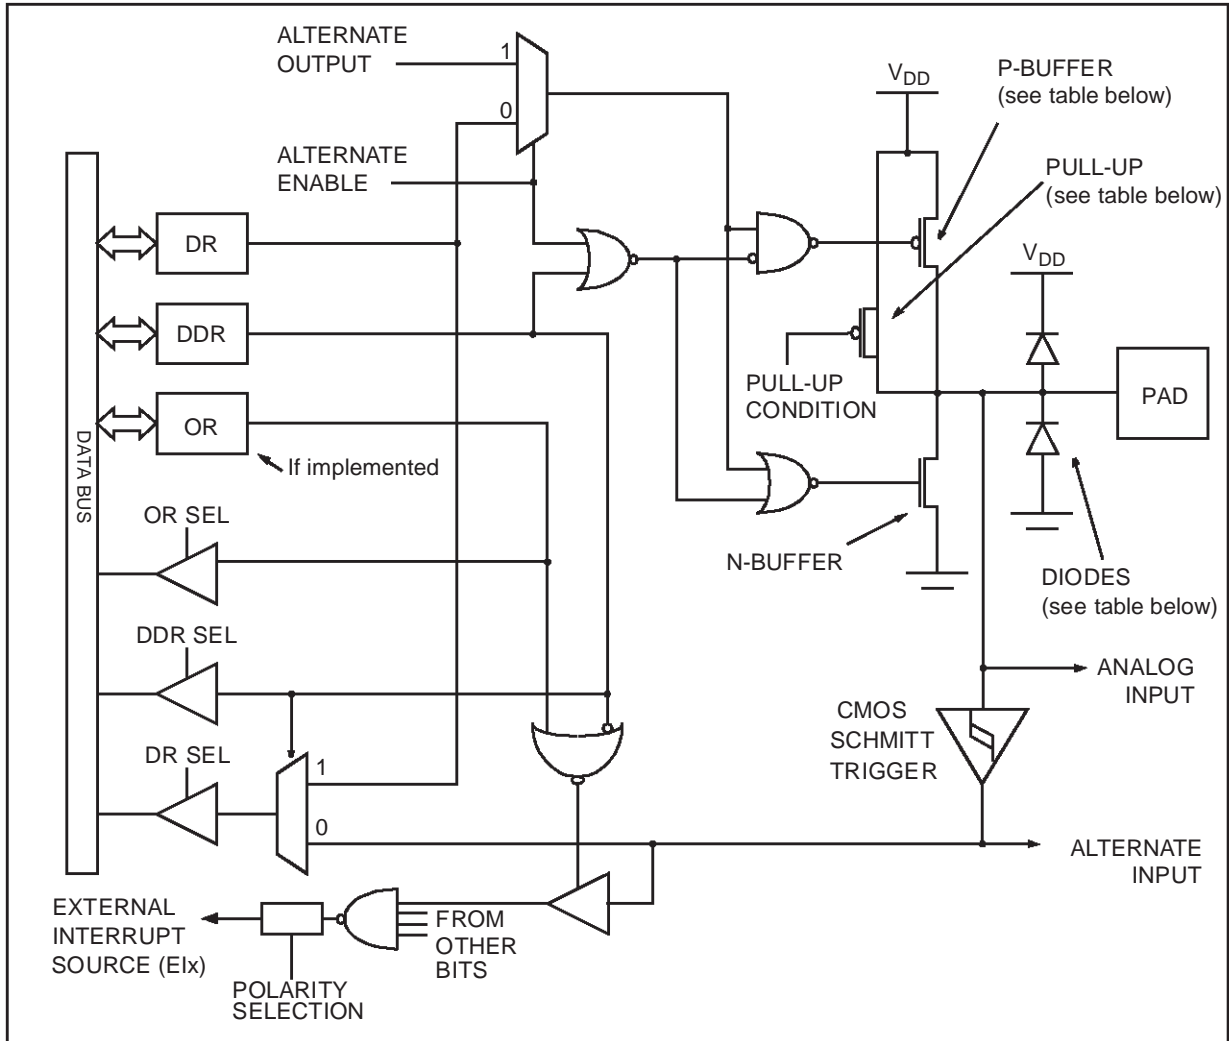 ALTERNATE
OUTPUT
1
0
ALTERNATE
ENABLE
VDD
P-BUFFER
(see table below)
PULL-UP
(see table below)
DR
DDR
OR
If implemented
DATA BUS
VDD
PULL-UP
CONDITION
PAD
OR SEL
DDR SEL
DR SEL
N-BUFFER
DIODES
(see table below)
ANALOG
INPUT
CMOS
SCHMITT
TRIGGER
1
0
ALTERNATE
INPUT
EXTERNAL
INTERRUPT
SOURCE (EIx)
FROM
OTHER
BITS
POLARITY
SELECTION